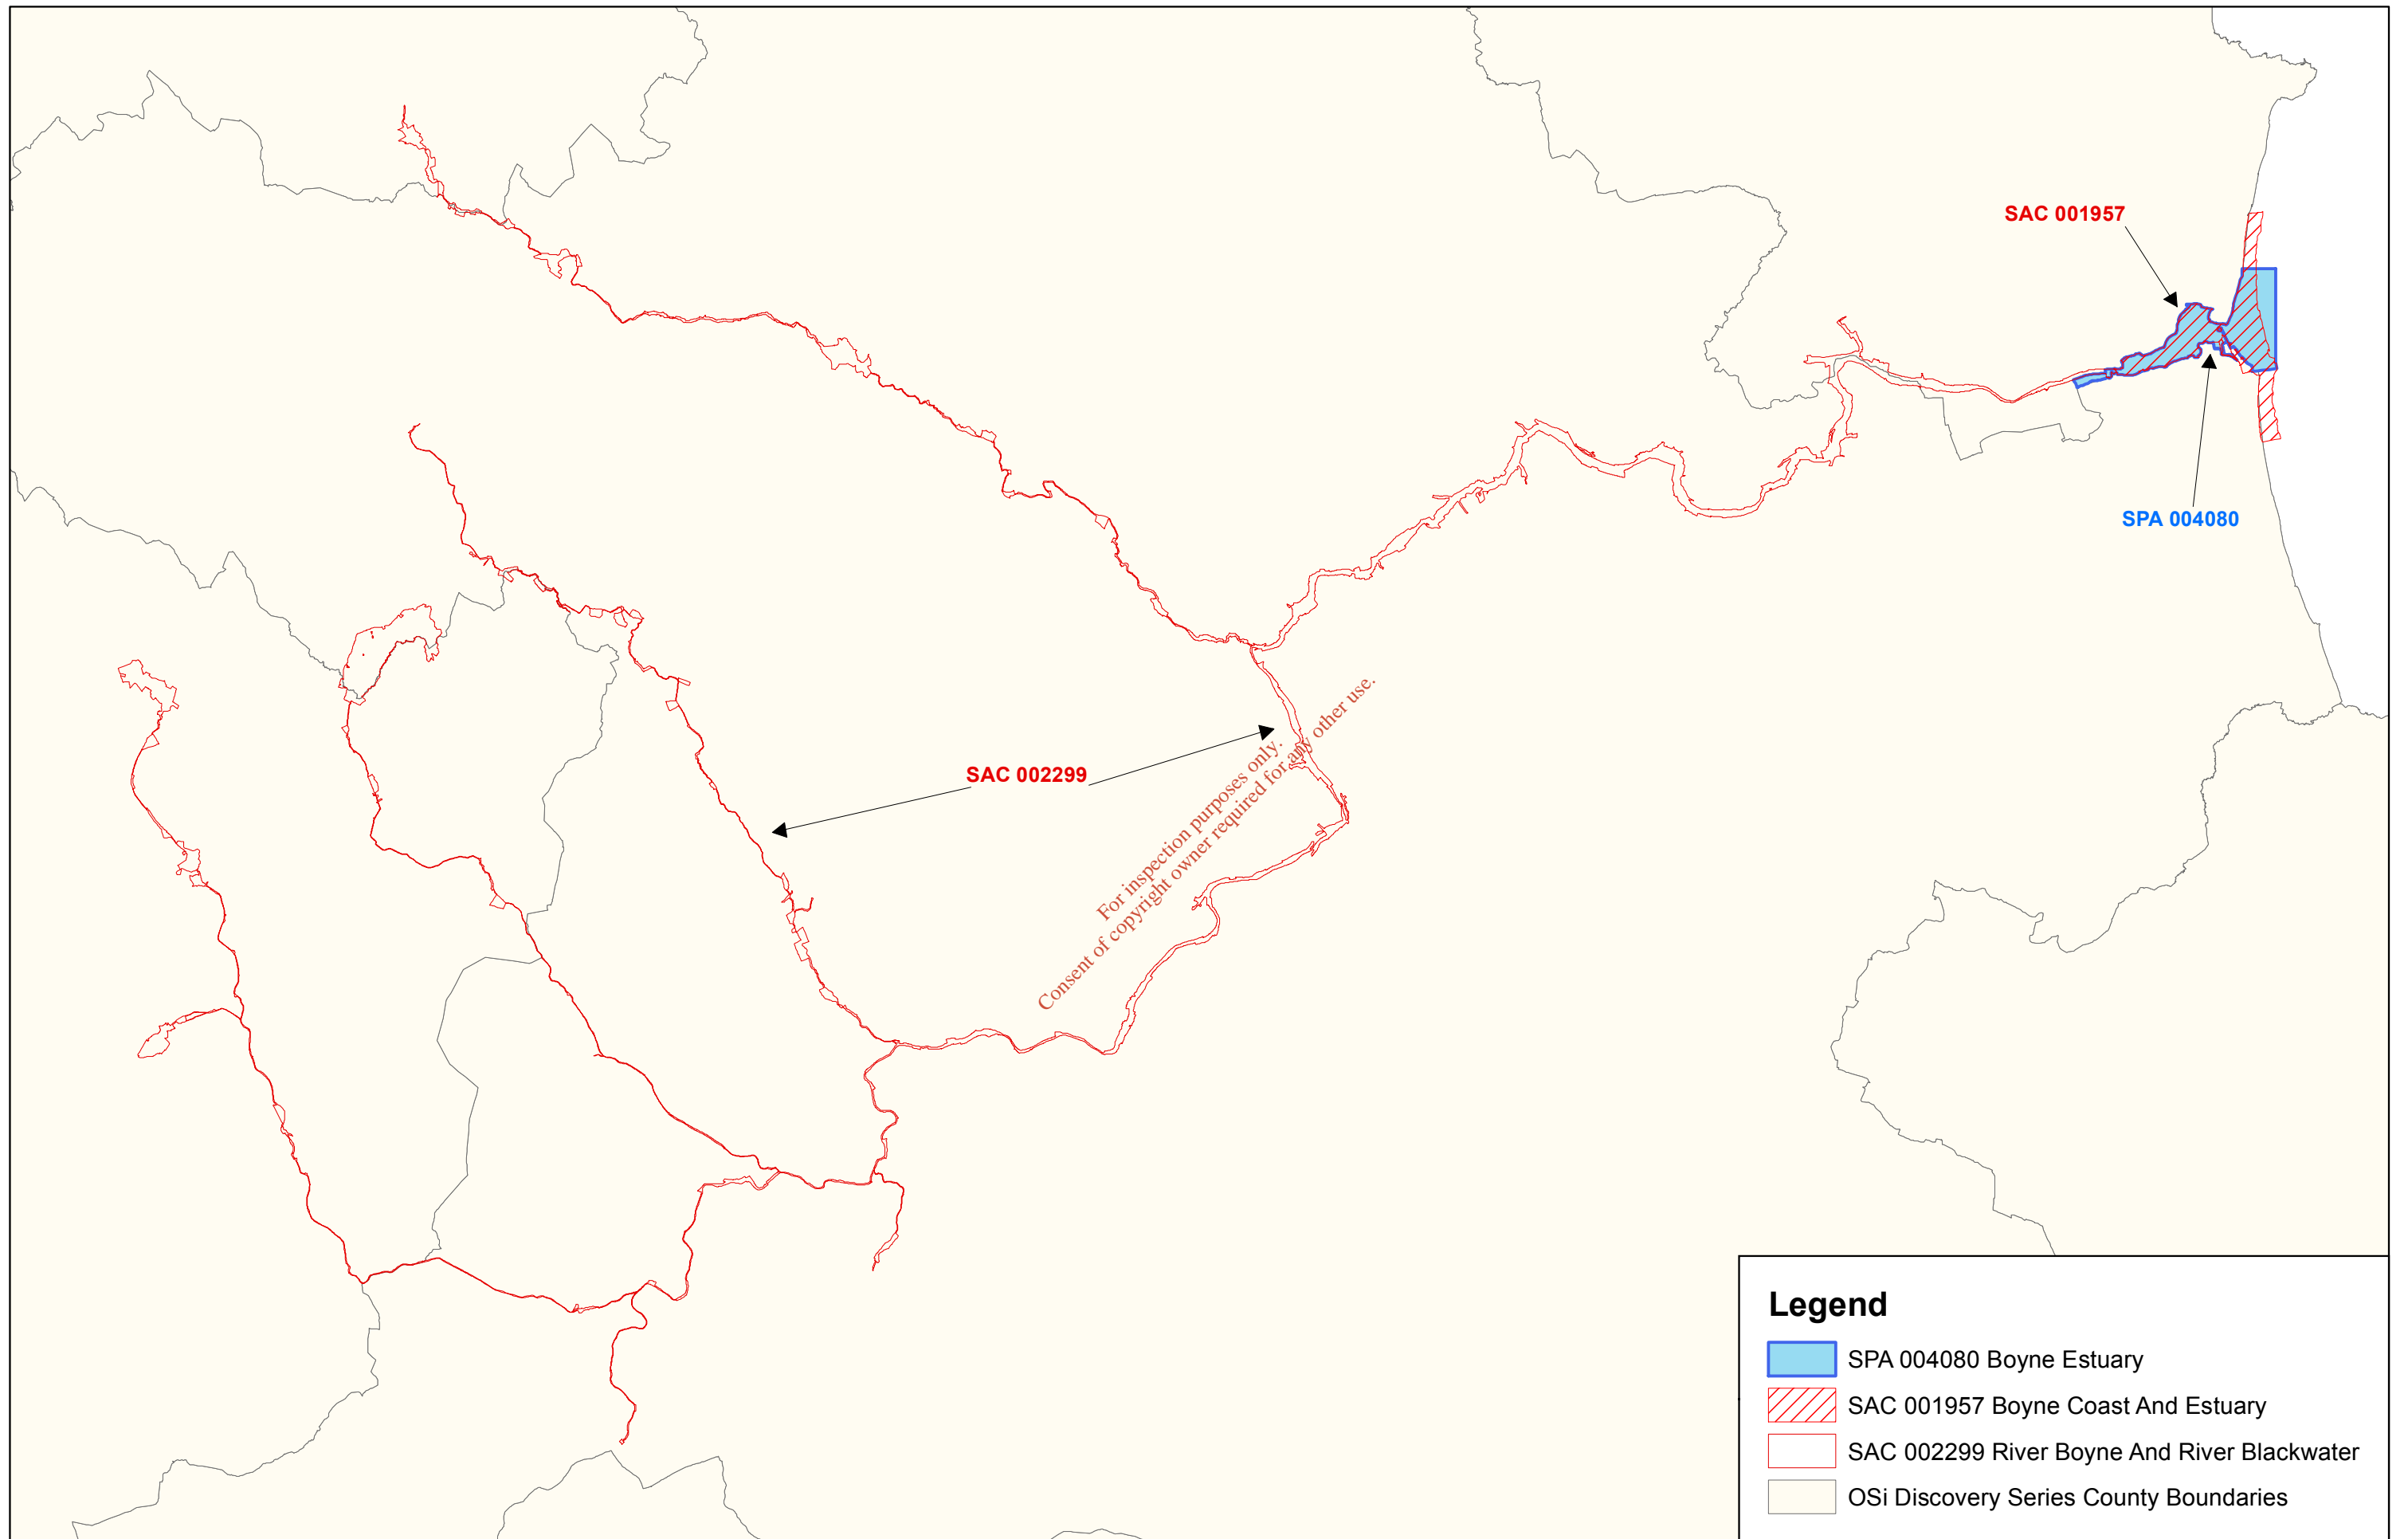 SAC 001957
SPA 004080
SAC 002299
For inspection purposes only.
Consent of copyright owner required for any other use.
Legend
SPA 004080 Boyne Estuary
SAC 001957 Boyne Coast And Estuary
SAC 002299 River Boyne And River Blackwater
OSi Discovery Series County Boundaries